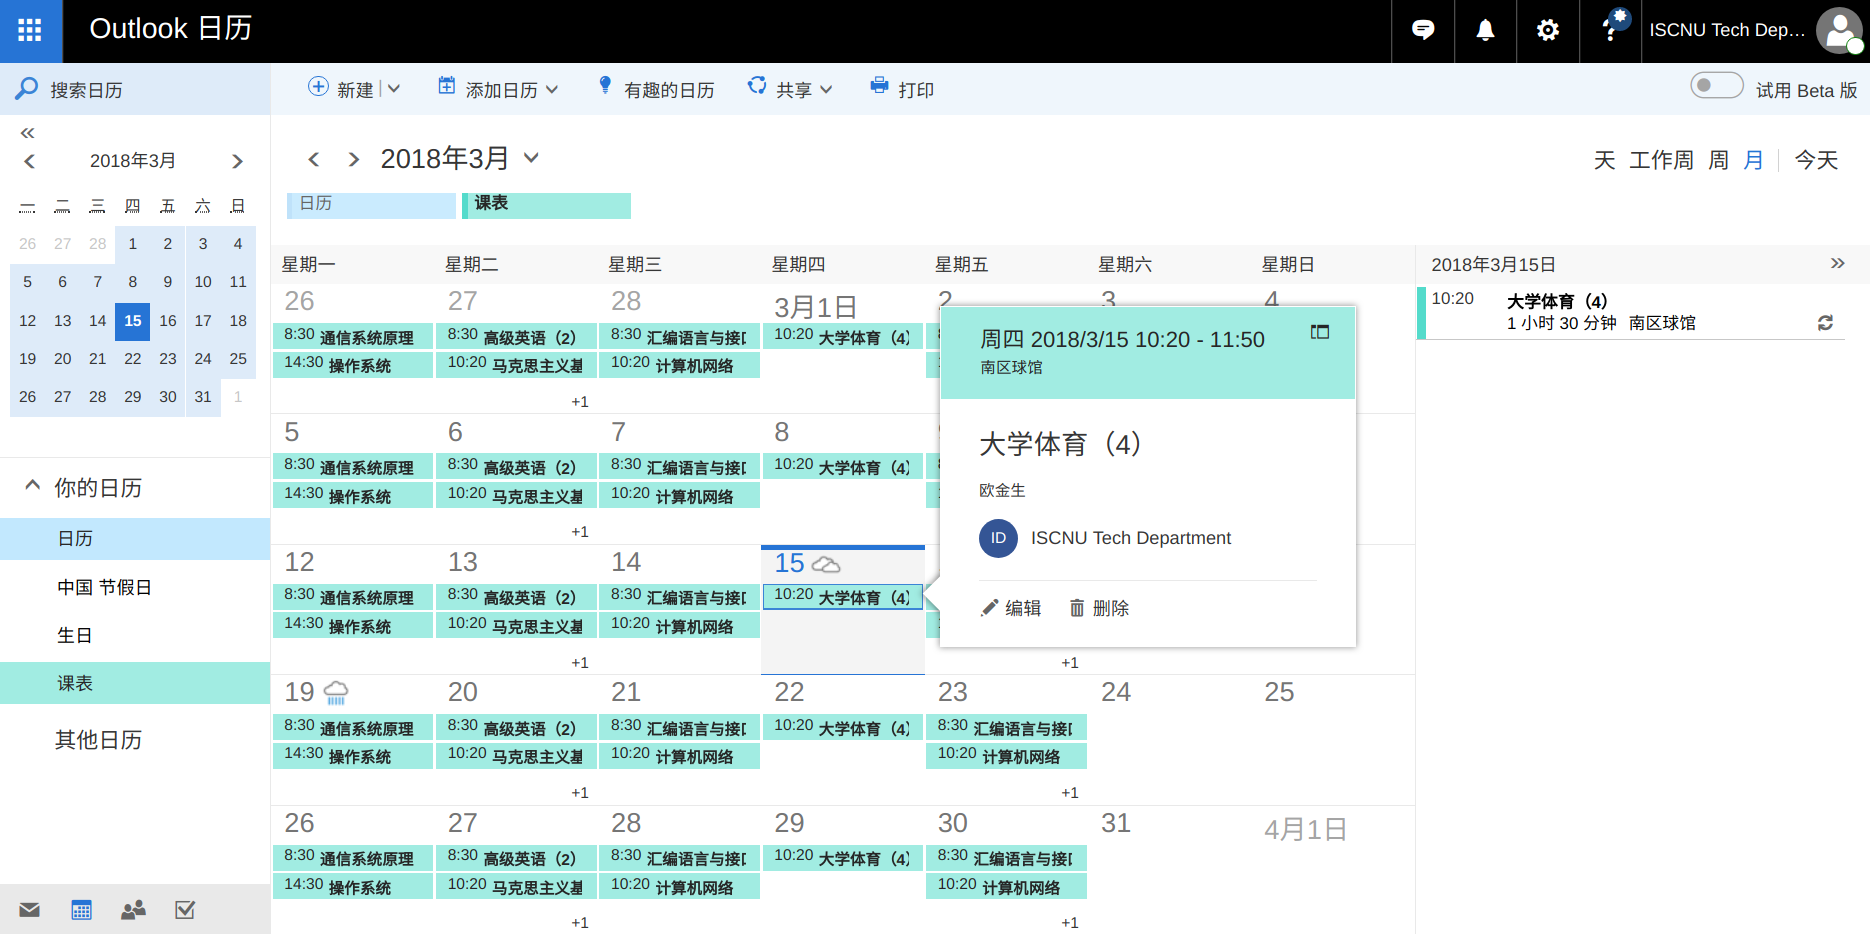 Outlook 日历
ISCNU Tech Dep…
搜索日历
新建
添加日历
有趣的日历
共享
打印
试用 Beta 版
2018年3月
一 二 三 四 五 六 日
26 27 28 1 2 3 4
5 6 7 8 9 10 11
12 13 14 15 16 17 18
19 20 21 22 23 24 25
26 27 28 29 30 31 1
你的日历
日历
中国 节假日
生日
课表
其他日历
2018年3月
天 工作周 周 月 今天
日历
课表
星期一 星期二 星期三 星期四 星期五 星期六 星期日
26 27 28 3月1日 2 3 4
8:30 通信系统原理 8:30 高级英语（2） 8:30 汇编语言与接口 10:20 大学体育（4）
14:30 操作系统 10:20 马克思主义基 10:20 计算机网络
+1
5 6 7 8
8:30 通信系统原理 8:30 高级英语（2） 8:30 汇编语言与接口 10:20 大学体育（4）
14:30 操作系统 10:20 马克思主义基 10:20 计算机网络
+1
12 13 14 15
8:30 通信系统原理 8:30 高级英语（2） 8:30 汇编语言与接口 10:20 大学体育（4）
14:30 操作系统 10:20 马克思主义基 10:20 计算机网络
+1 +1
19 20 21 22 23 24 25
8:30 通信系统原理 8:30 高级英语（2） 8:30 汇编语言与接口 10:20 大学体育（4） 8:30 汇编语言与接口
14:30 操作系统 10:20 马克思主义基 10:20 计算机网络 10:20 计算机网络
+1 +1
26 27 28 29 30 31 4月1日
8:30 通信系统原理 8:30 高级英语（2） 8:30 汇编语言与接口 10:20 大学体育（4） 8:30 汇编语言与接口
14:30 操作系统 10:20 马克思主义基 10:20 计算机网络 10:20 计算机网络
+1 +1
周四 2018/3/15 10:20 - 11:50
南区球馆
大学体育（4）
欧金生
ID ISCNU Tech Department
编辑 删除
2018年3月15日
10:20 大学体育（4）
1 小时 30 分钟 南区球馆